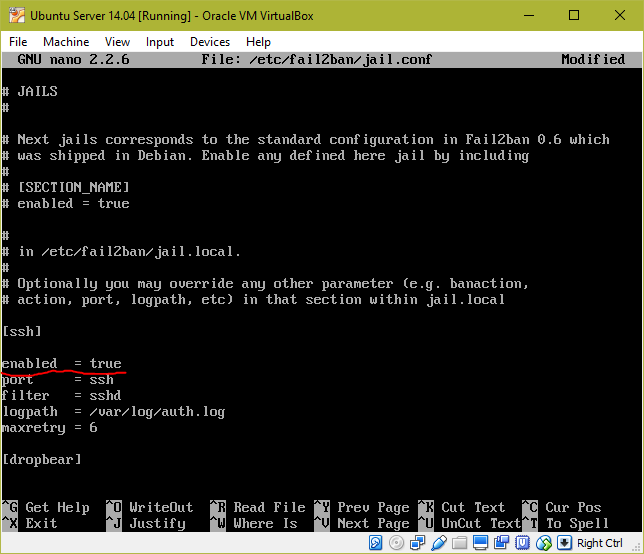 Ubuntu Server 14.04 [Running] - Oracle VM VirtualBox
File Machine View Input Devices Help
GNU nano 2.2.6 File: /etc/fail2ban/jail.conf Modified
# JAILS
#
# Next jails corresponds to the standard configuration in Fail2ban 0.6 which
# was shipped in Debian. Enable any defined here jail by including
#
# [SECTION_NAME]
# enabled = true
#
# in /etc/fail2ban/jail.local.
#
# Optionally you may override any other parameter (e.g. banaction,
# action, port, logpath, etc) in that section within jail.local
[ssh]
enabled = true
port = ssh
filter = sshd
logpath = /var/log/auth.log
maxretry = 6
[dropbear]
^G Get Help ^O WriteOut ^R Read File ^Y Prev Page ^K Cut Text ^C Cur Pos
^X Exit ^J Justify ^W Where Is ^V Next Page ^U UnCut Text ^T To Spell
Right Ctrl